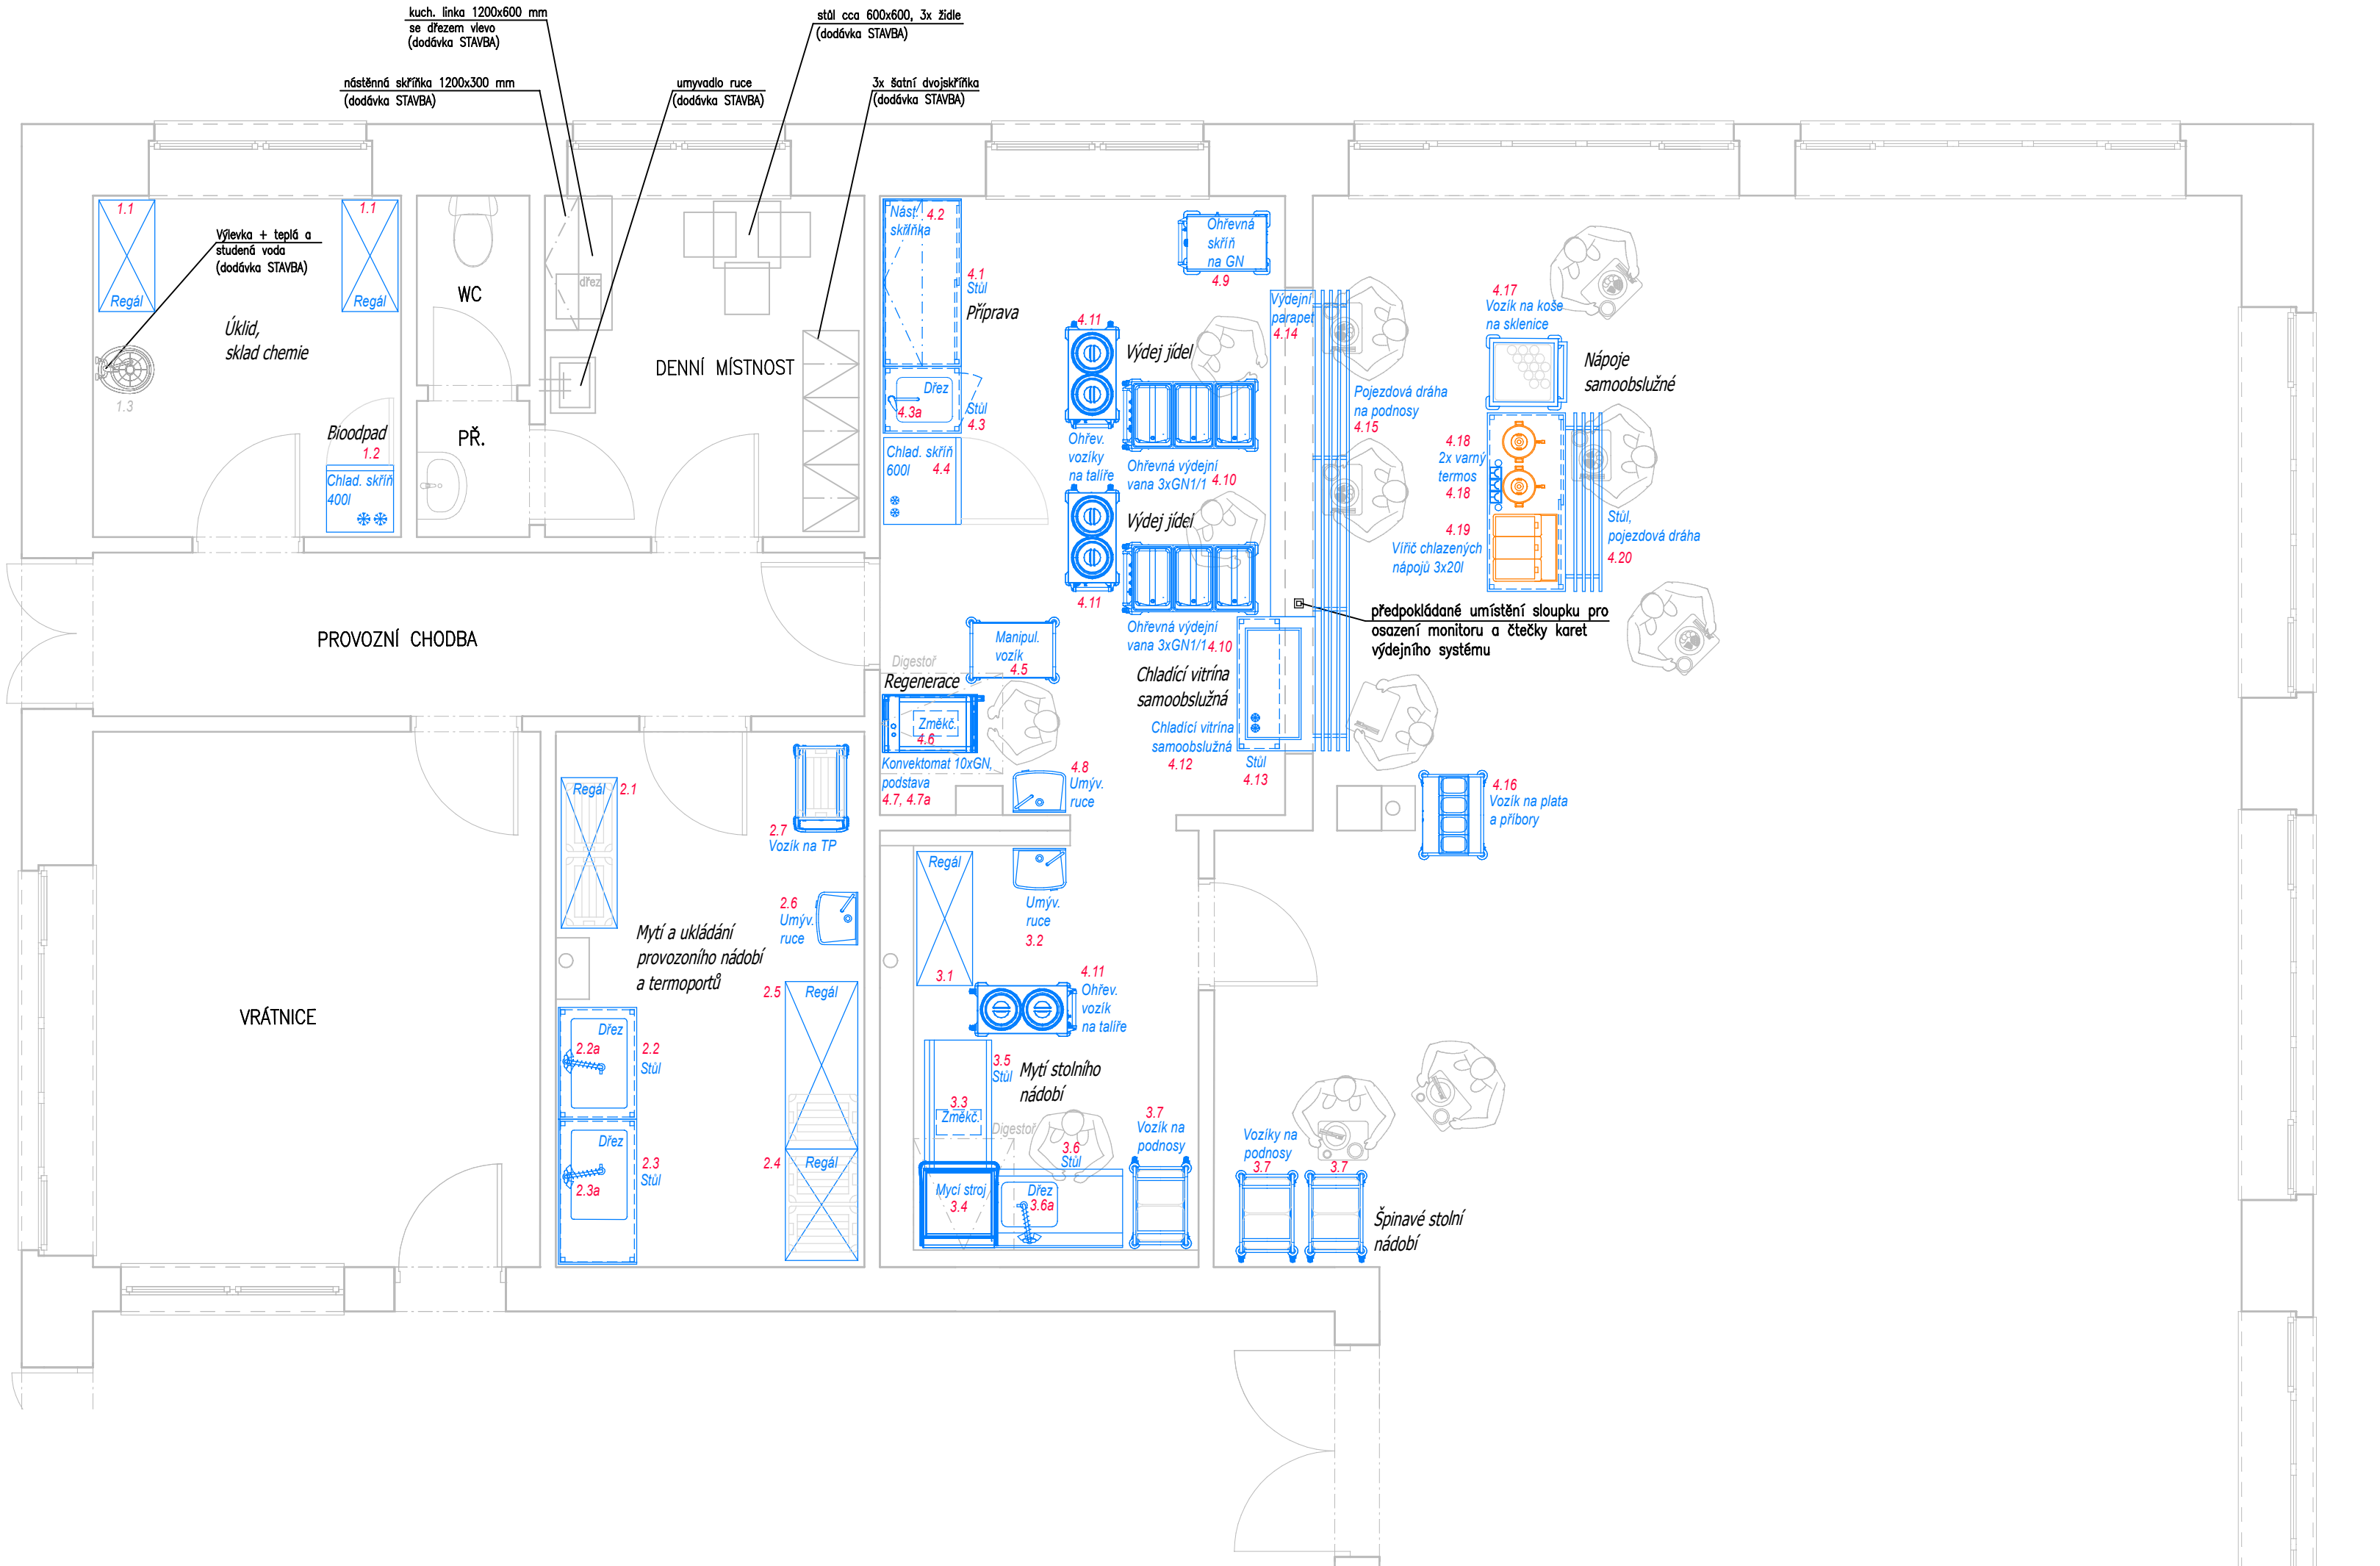 kuch. linka 1200x600 mm
se dřezem vlevo
(dodávka STAVBA)
stůl cca 600x600, 3x židle
(dodávka STAVBA)
nástěnná skříňka 1200x300 mm
(dodávka STAVBA)
umyvadlo ruce
(dodávka STAVBA)
3x šatní dvojskříňka
(dodávka STAVBA)
1.1
Regál
1.1
Regál
Výlevka + teplá a
studená voda
(dodávka STAVBA)
Úklid,
sklad chemie
1.3
Bioodpad
1.2
Chlad. skříň
400l
WC
PŘ.
dřez
DENNÍ MÍSTNOST
PROVOZNÍ CHODBA
Nást. 4.2
skříňka
4.1
Stůl
Příprava
Dřez
4.3a
Stůl
4.3
Chlad. skříň
600l 4.4
Ohřevná
skříň
na GN
4.9
4.11
Výdej jídel
Ohřev.
vozíky
na talíře
Ohřevná výdejní
vana 3xGN1/1 4.10
Výdej jídel
4.11
Ohřevná výdejní
vana 3xGN1/1 4.10
Výdejní
parapet
4.14
Pojezdová dráha
na podnosy
4.15
4.17
Vozík na koše
na sklenice
Nápoje
samoobslužné
4.18
2x varný
termos
4.18
4.19
Vířič chlazených
nápojů 3x20l
Stůl,
pojezdová dráha
4.20
předpokládané umístění sloupku pro
osazení monitoru a čtečky karet
výdejního systému
Manipul.
vozík
4.5
Digestoř
Regenerace
Změkč.
4.6
Konvektomat 10xGN,
podstava
4.7, 4.7a
4.8
Umýv.
ruce
Chladící vitrína
samoobslužná
Chladící vitrína
samoobslužná
4.12
Stůl
4.13
4.16
Vozík na plata
a příbory
VRÁTNICE
Regál 2.1
2.7
Vozík na TP
2.6
Umýv.
ruce
Mytí a ukládání
provozoního nádobí
a termoportů
2.5 Regál
Dřez
2.2a
2.2
Stůl
Dřez
2.3a
2.3
Stůl
2.4 Regál
Regál
3.1
Umýv.
ruce
3.2
4.11
Ohřev.
vozík
na talíře
3.5
Stůl
Mytí stolního
nádobí
3.3
Změkč.
Digestoř
3.6
Stůl
Mycí stroj
3.4
Dřez
3.6a
3.7
Vozík na
podnosy
Vozíky na
podnosy
3.7
3.7
Špinavé stolní
nádobí